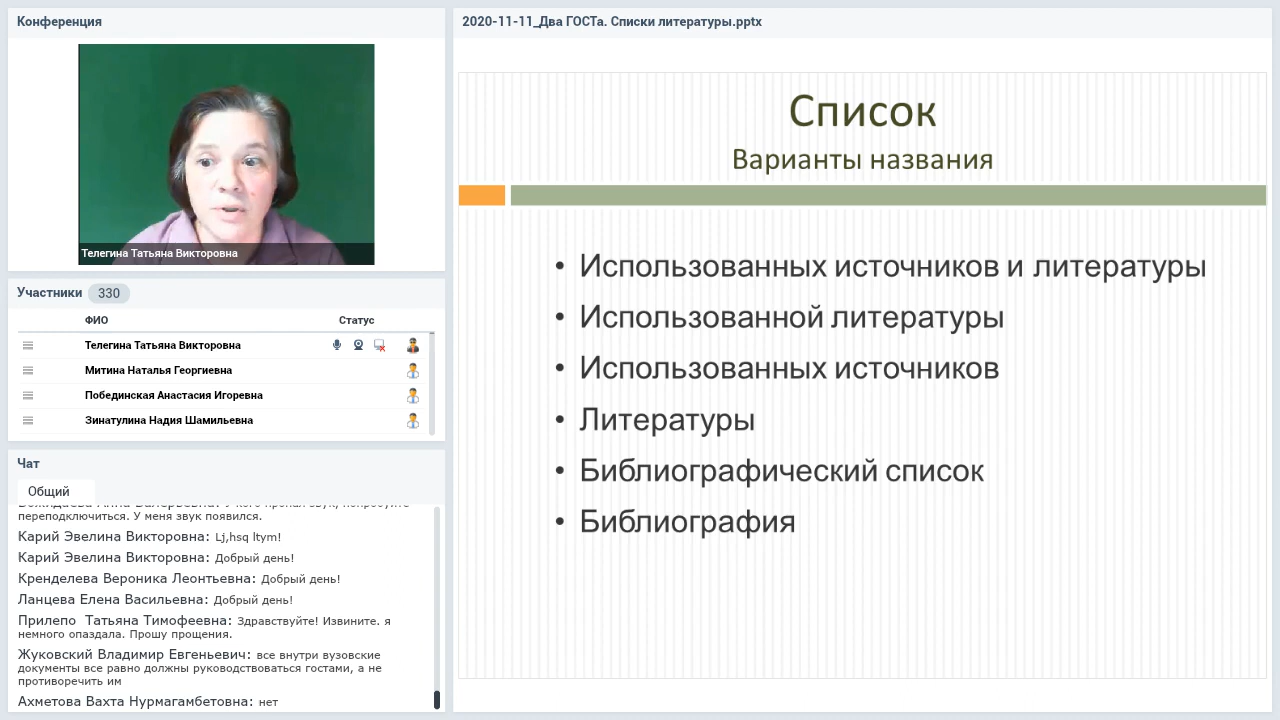 Конференция
Телегина Татьяна Викторовна
Участники 330
ФИО Статус
Телегина Татьяна Викторовна
Митина Наталья Георгиевна
Побединская Анастасия Игоревна
Зинатулина Надия Шамильевна
Чат
Общий
переподключиться. У меня звук появился.
Карий Эвелина Викторовна: Lj,hsq ltym!
Карий Эвелина Викторовна: Добрый день!
Кренделева Вероника Леонтьевна: Добрый день!
Ланцева Елена Васильевна: Добрый день!
Прилепо Татьяна Тимофеевна: Здравствуйте! Извините. я
немного опаздала. Прошу прощения.
Жуковский Владимир Евгеньевич: все внутри вузовские
документы все равно должны руководствоваться гостами, а не
противоречить им
Ахметова Вахта Нурмагамбетовна: нет
2020-11-11_Два ГОСТа. Списки литературы.pptx
Список
Варианты названия
• Использованных источников и литературы
• Использованной литературы
• Использованных источников
• Литературы
• Библиографический список
• Библиография